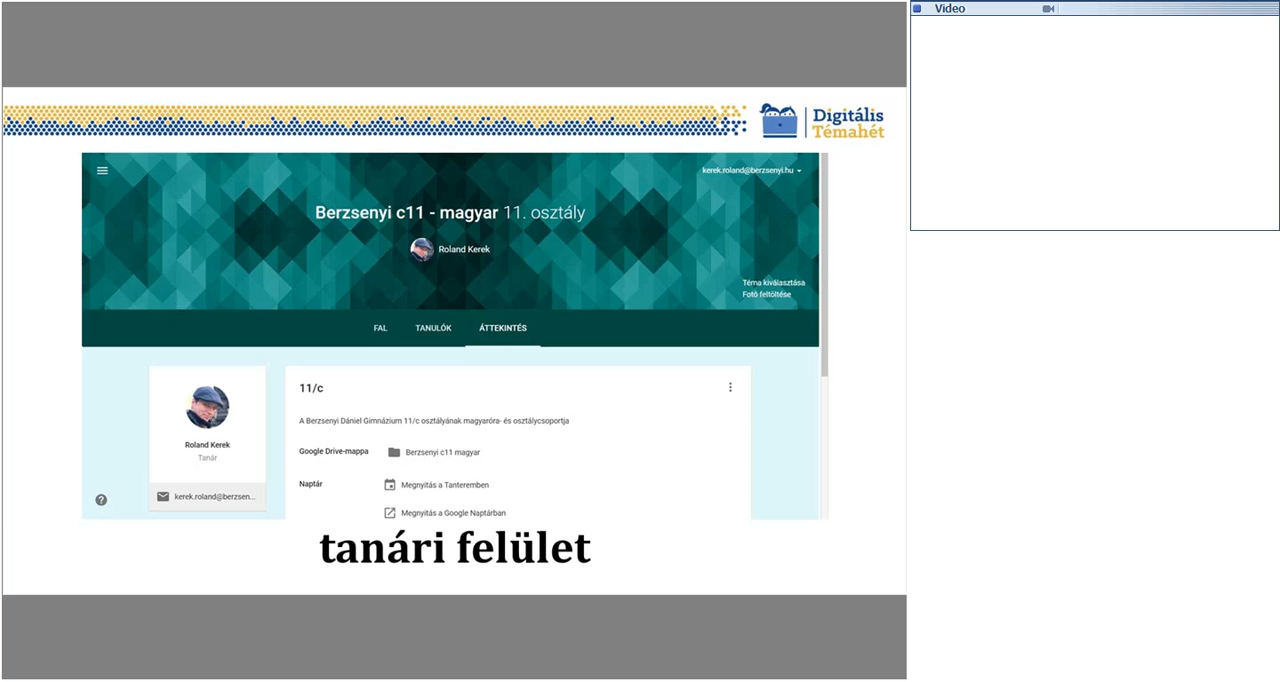 Video
Digitális
Témahét
kerek.roland@berzsenyi.hu
Berzsenyi c11 - magyar 11. osztály
Roland Kerek
Téma kiválasztása
Fotó feltöltése
FAL TANULÓK ÁTTEKINTÉS
11/c
A Berzsenyi Dániel Gimnázium 11/c osztályának magyaróra- és osztálycsoportja
Roland Kerek
Tanár
kerek.roland@berzsen...
Google Drive-mappa Berzsenyi c11 magyar
Naptár Megnyitás a Tanteremben
Megnyitás a Google Naptárban
tanári felület